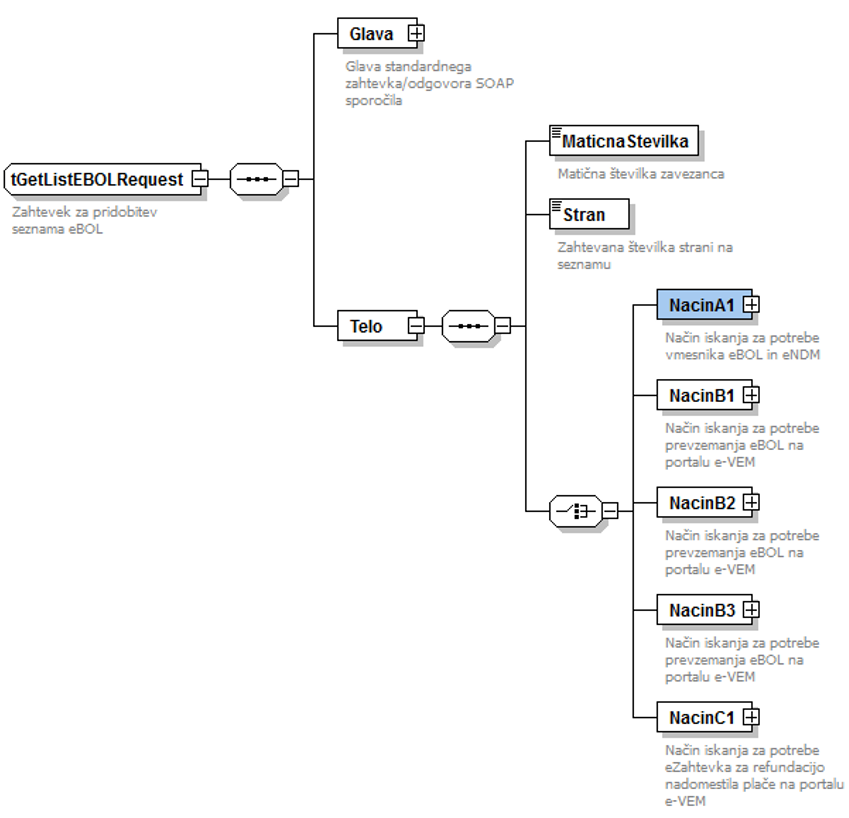 Glava
Glava standardnega
zahtevka/odgovora SOAP
sporočila
tGetListEBOLRequest
Zahtevek za pridobitev
seznama eBOL
MaticnaStevilka
Matična številka zavezanca
Stran
Zahtevana številka strani na
seznamu
Telo
NacinA1
Način iskanja za potrebe
vmesnika eBOL in eNDM
NacinB1
Način iskanja za potrebe
prevzemanja eBOL na
portalu e-VEM
NacinB2
Način iskanja za potrebe
prevzemanja eBOL na
portalu e-VEM
NacinB3
Način iskanja za potrebe
prevzemanja eBOL na
portalu e-VEM
NacinC1
Način iskanja za potrebe
eZahtevka za refundacijo
nadomestila plače na portalu
e-VEM